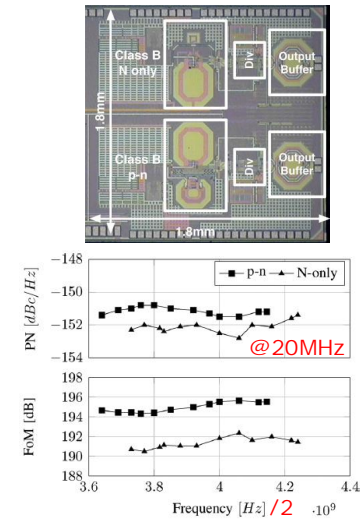 Class B
N only
Div
Output
Buffer
1.8mm
Class B
p-n
Div
Output
Buffer
1.8mm
−148
−150
−152
−154
PN [dBc/Hz]
p-n
N-only
@20MHz
198
196
194
192
190
188
FoM [dB]
3.6
3.8
4
4.2
4.4
Frequency [Hz] /2
·10⁹